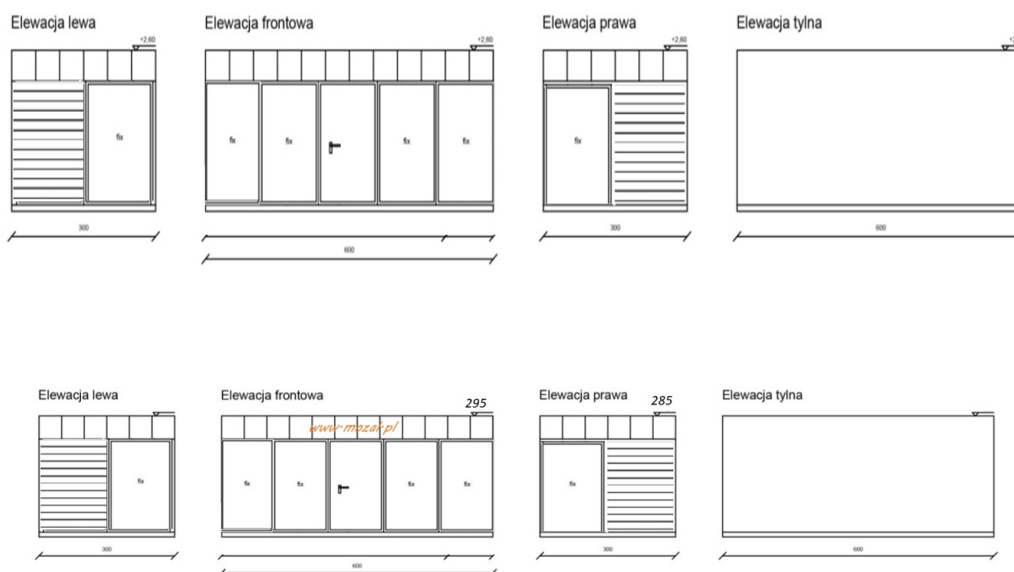 Elewacja lewa
Elewacja frontowa
Elewacja prawa
Elewacja tylna
+2,60
+2,60
+2,60
fix
fix
fix
fix
fix
fix
300
600
300
600
Elewacja lewa
Elewacja frontowa
295
Elewacja prawa
285
Elewacja tylna
www.mozal.pl
fix
fix
fix
fix
fix
fix
300
600
300
600